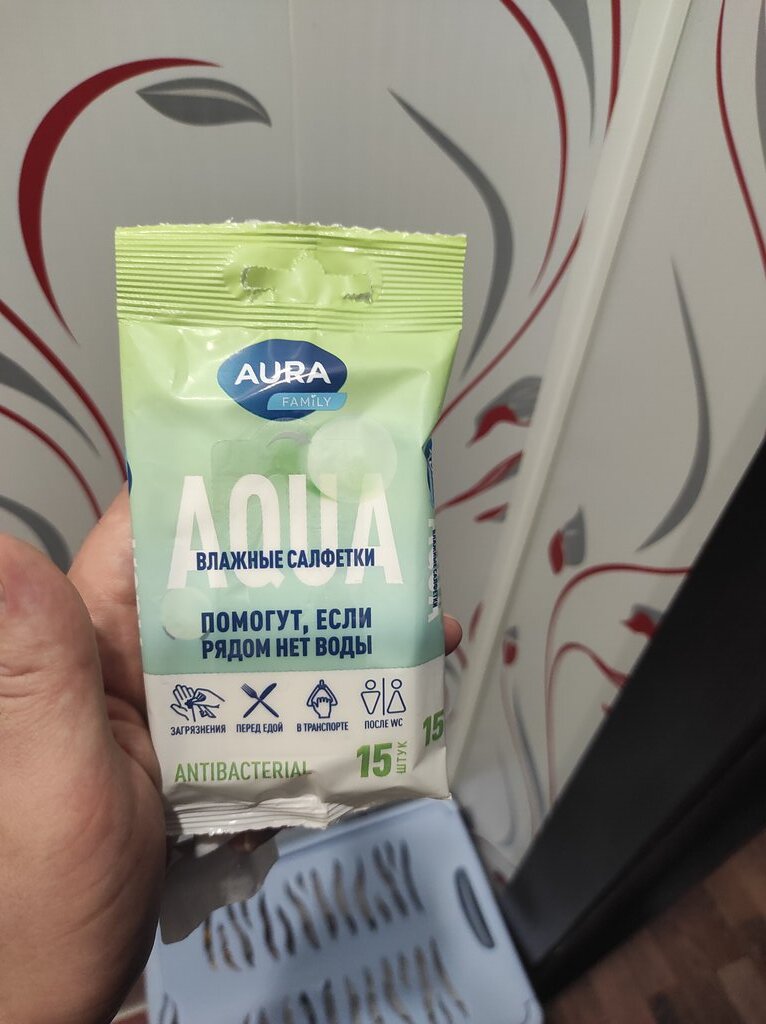 AURA
FAMILY
AQUA
ВЛАЖНЫЕ САЛФЕТКИ
ПОМОГУТ, ЕСЛИ
РЯДОМ НЕТ ВОДЫ
ЗАГРЯЗНЕНИЯ ПЕРЕД ЕДОЙ В ТРАНСПОРТЕ ПОСЛЕ WC
ANTIBACTERIAL 15 ШТУК 15